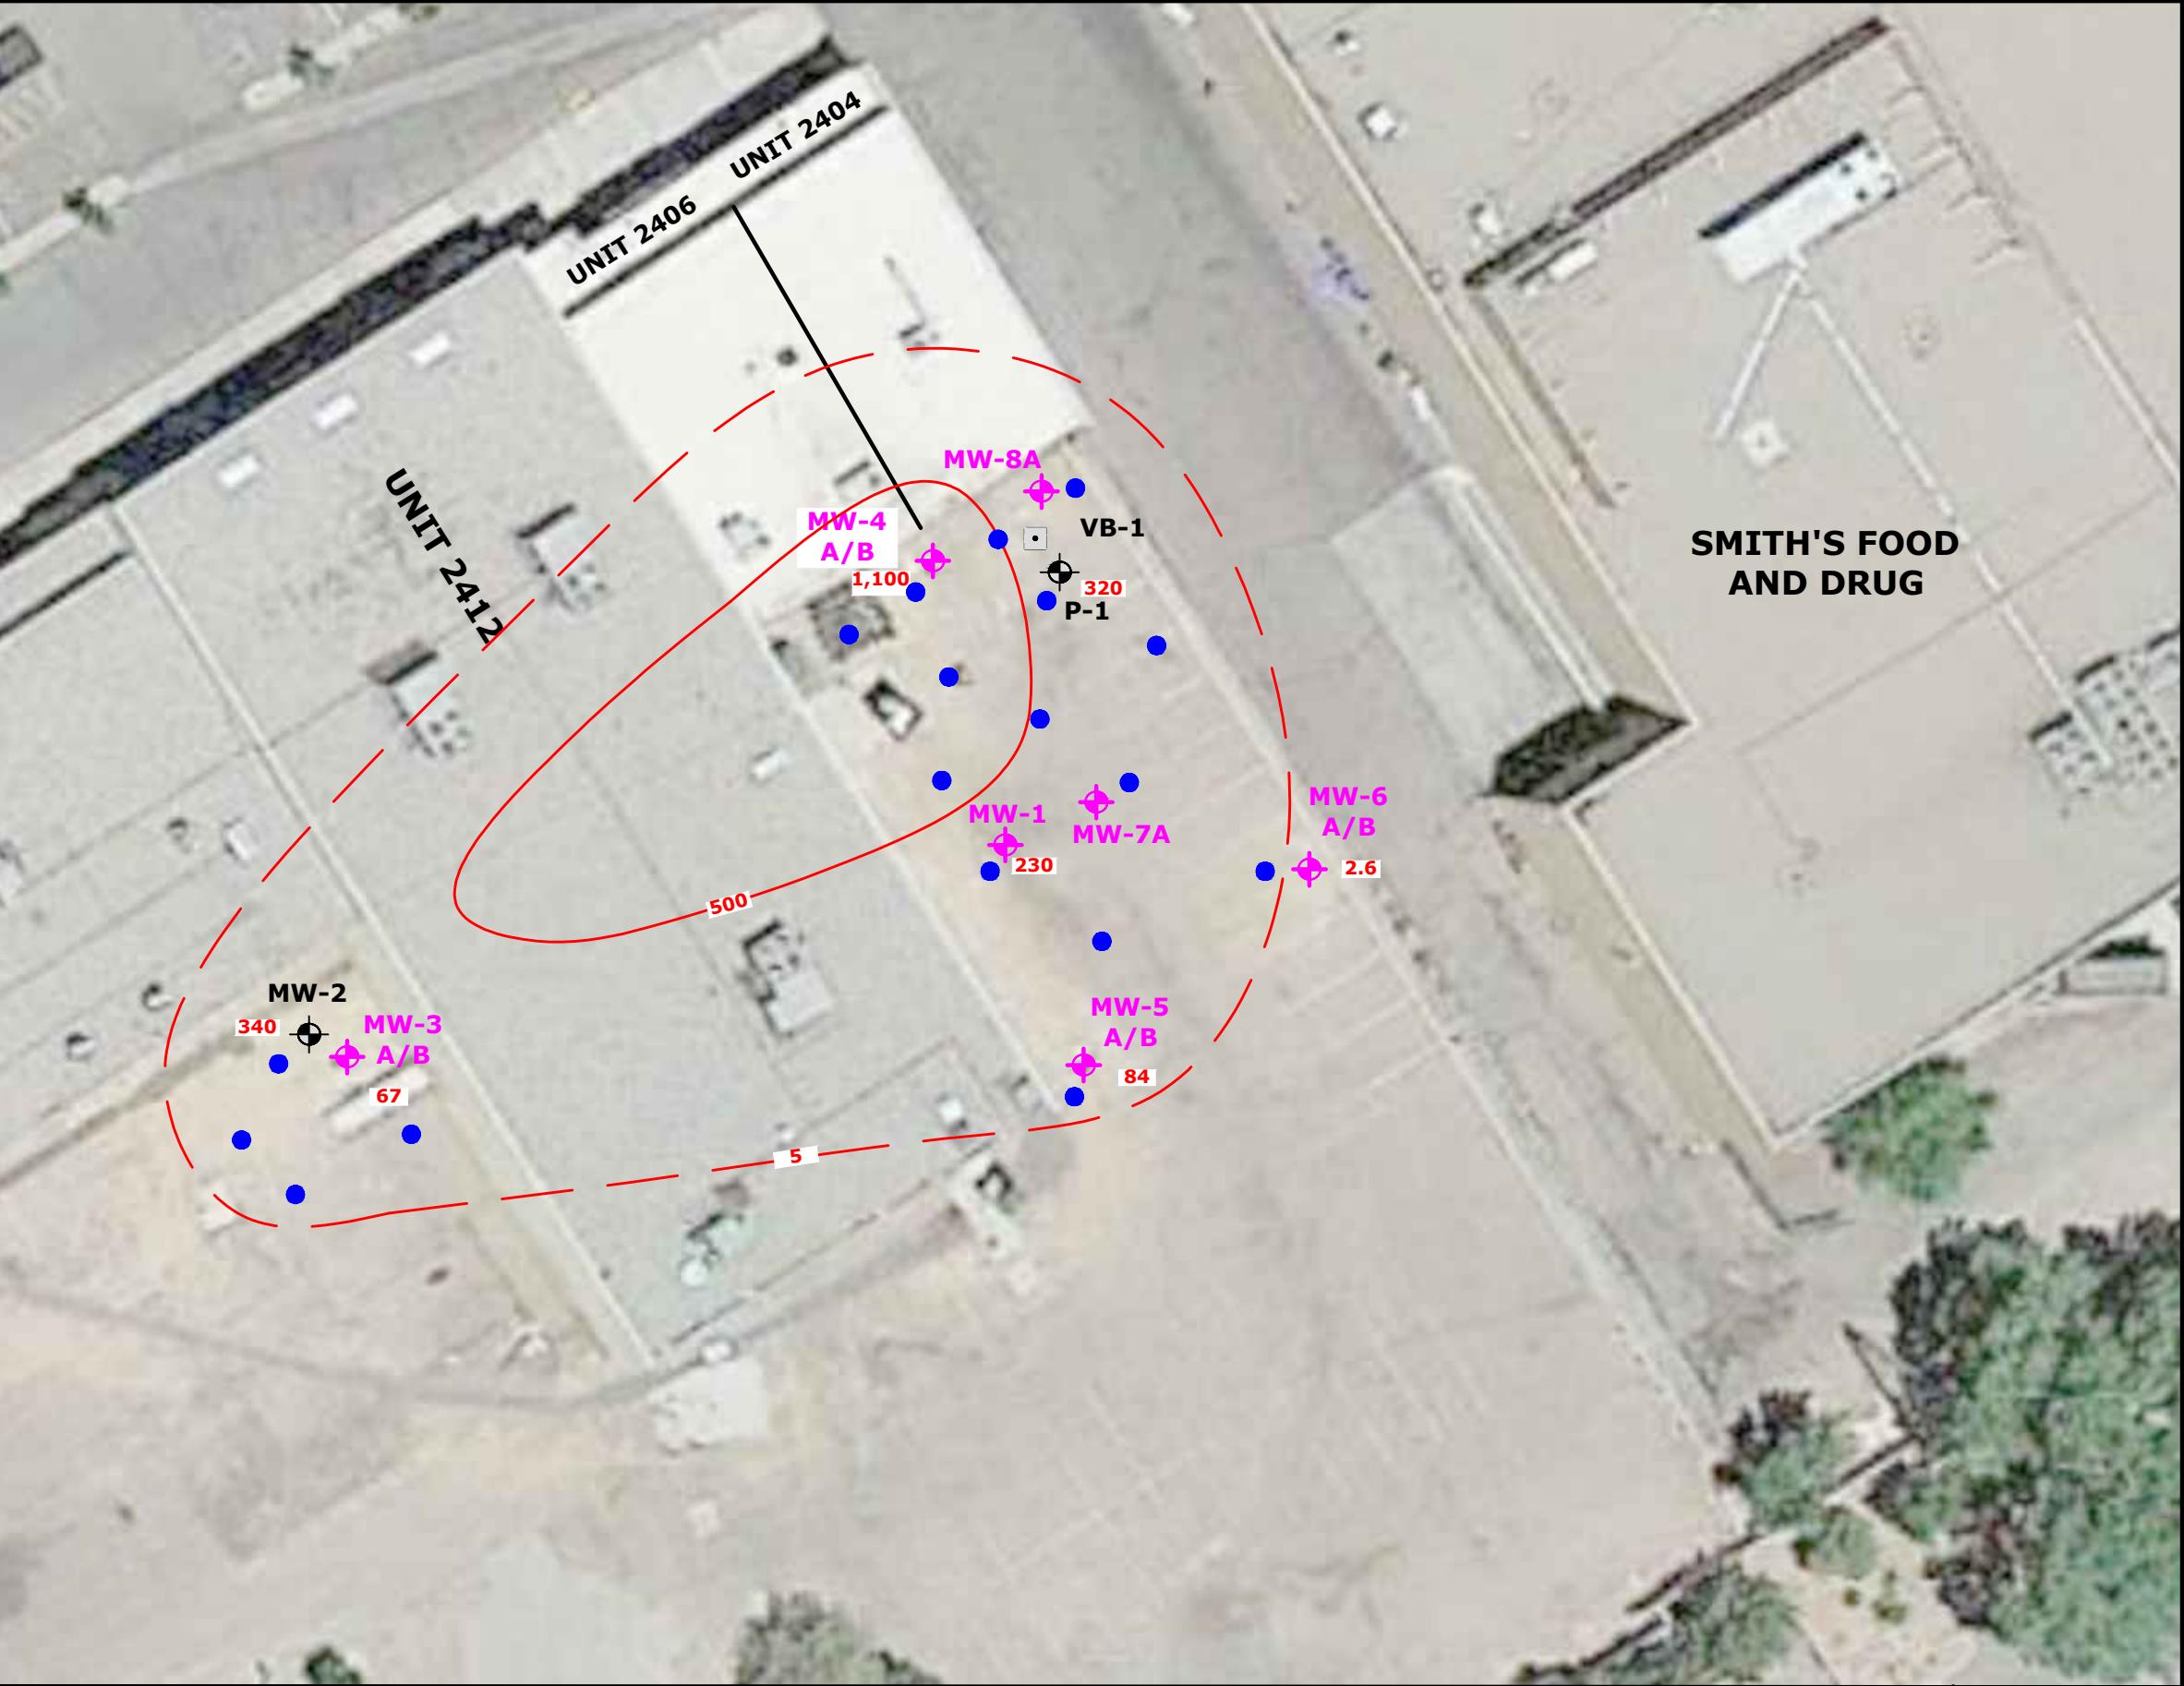 UNIT 2404
UNIT 2406
UNIT 2412
MW-8A
MW-4
A/B
1,100
VB-1
320
P-1
SMITH'S FOOD
AND DRUG
MW-1
230
MW-7A
MW-6
A/B
2.6
500
MW-2
340
MW-3
A/B
67
MW-5
A/B
84
5